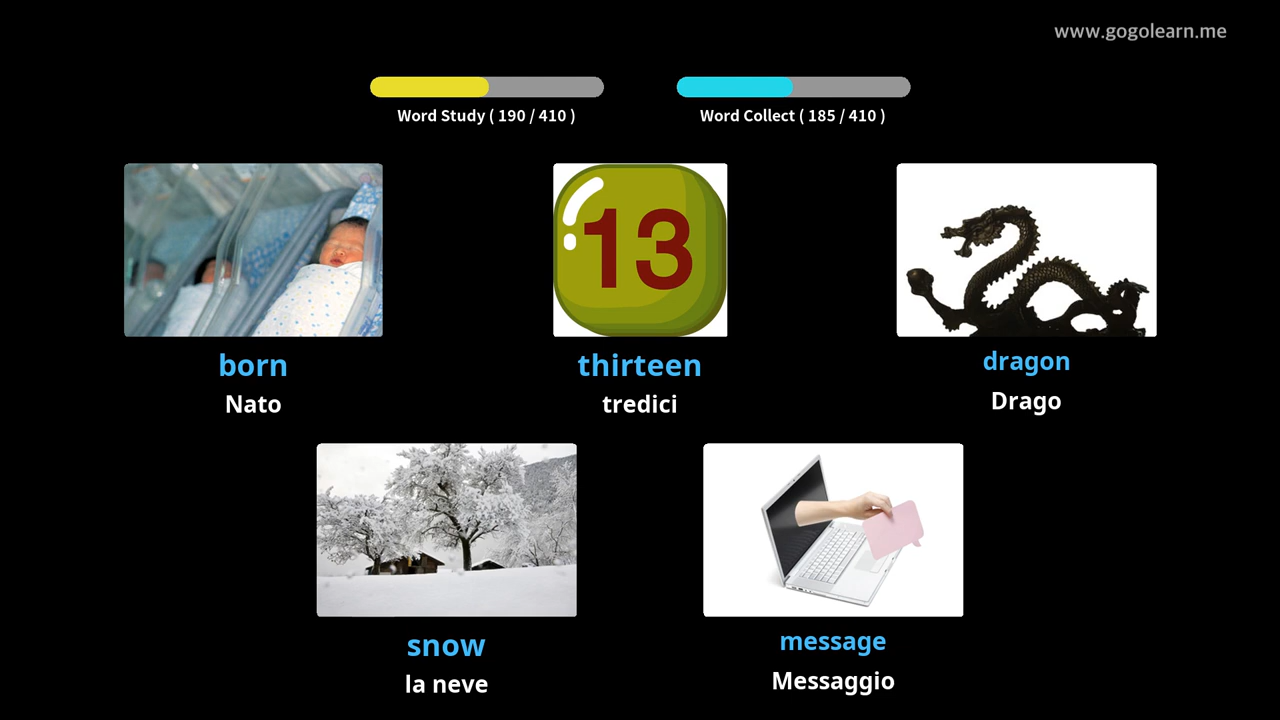 www.gogolearn.me
Word Study ( 190 / 410 )
Word Collect ( 185 / 410 )
13
born
Nato
thirteen
tredici
dragon
Drago
snow
la neve
message
Messaggio